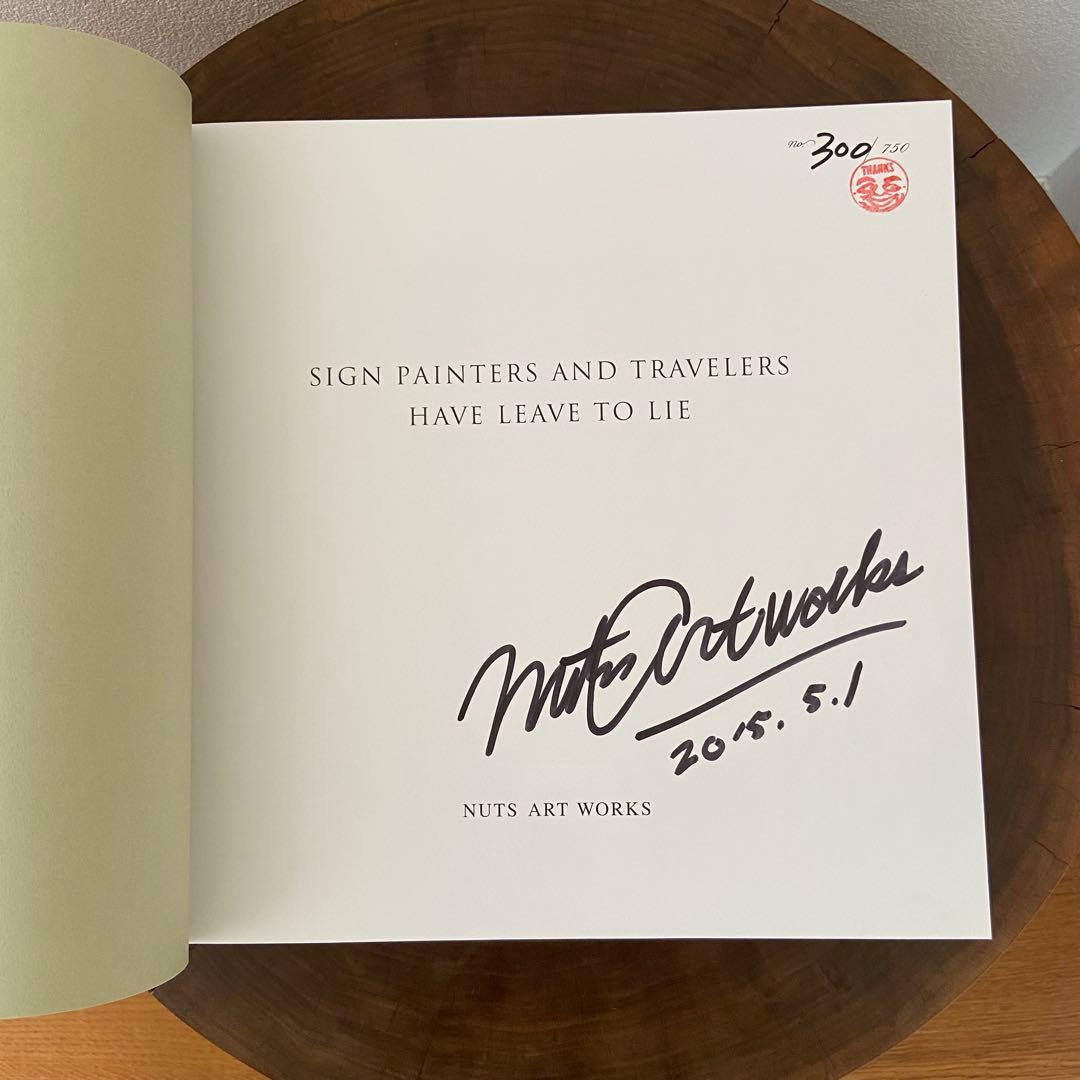 no. 300/750
THANKS
SIGN PAINTERS AND TRAVELERS
HAVE LEAVE TO LIE
Nuts Artworks
2015.5.1
NUTS ART WORKS